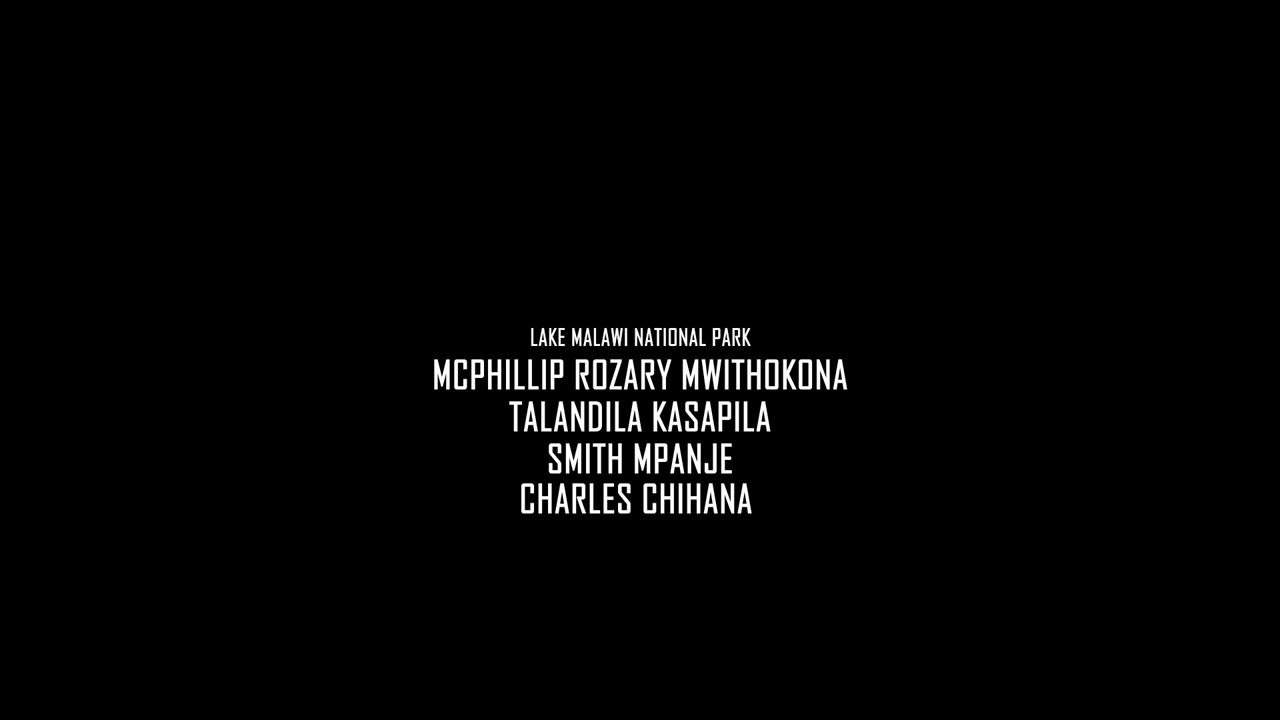 LAKE MALAWI NATIONAL PARK
MCPHILLIP ROZARY MWITHOKONA
TALANDILA KASAPILA
SMITH MPANJE
CHARLES CHIHANA